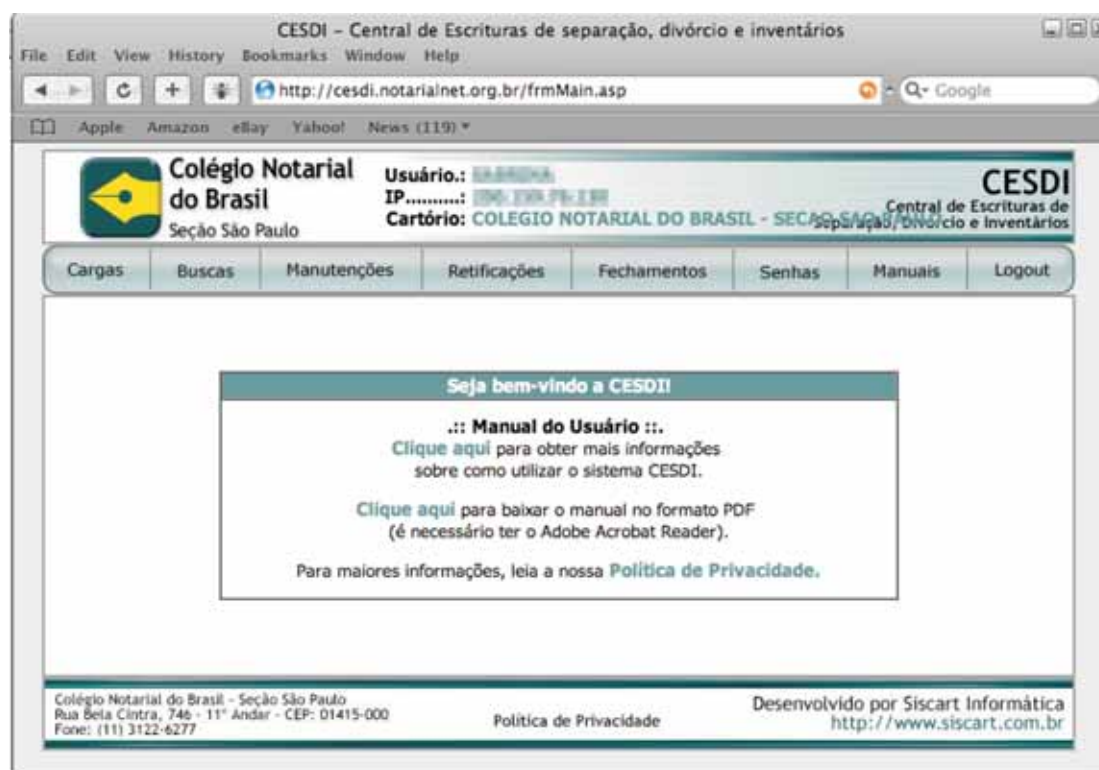 CESDI – Central de Escrituras de separação, divórcio e inventários
File Edit View History Bookmarks Window Help
http://cesdi.notarialnet.org.br/frmMain.asp
Google
Apple Amazon eBay Yahoo! News (119)
Colégio Notarial
do Brasil
Seção São Paulo
Usuário.:
IP..........:
Cartório: COLEGIO NOTARIAL DO BRASIL - SECAO SAO PAULO
CESDI
Central de Escrituras de
Separação, Divórcio e Inventários
Cargas Buscas Manutenções Retificações Fechamentos Senhas Manuais Logout
Seja bem-vindo a CESDI!
.:: Manual do Usuário ::.
Clique aqui para obter mais informações
sobre como utilizar o sistema CESDI.
Clique aqui para baixar o manual no formato PDF
(é necessário ter o Adobe Acrobat Reader).
Para maiores informações, leia a nossa Política de Privacidade.
Colégio Notarial do Brasil - Seção São Paulo
Rua Bela Cintra, 746 - 11° Andar - CEP: 01415-000
Fone: (11) 3122-6277
Política de Privacidade
Desenvolvido por Siscart Informática
http://www.siscart.com.br